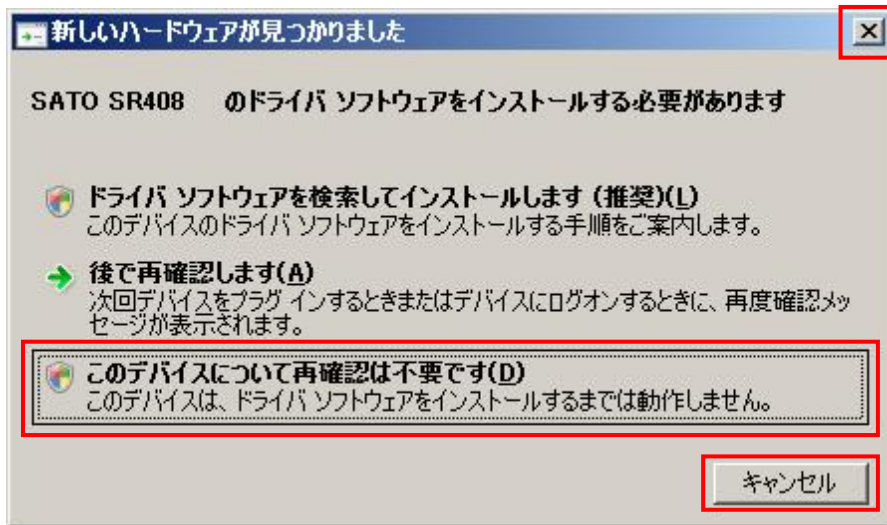 新しいハードウェアが見つかりました
SATO SR408 のドライバ ソフトウェアをインストールする必要があります
ドライバ ソフトウェアを検索してインストールします (推奨)(L)
このデバイスのドライバ ソフトウェアをインストールする手順をご案内します。
後で再確認します(A)
次回デバイスをプラグ インするときまたはデバイスにログオンするときに、再度確認メッ
セージが表示されます。
このデバイスについて再確認は不要です(D)
このデバイスは、ドライバ ソフトウェアをインストールするまでは動作しません。
キャンセル